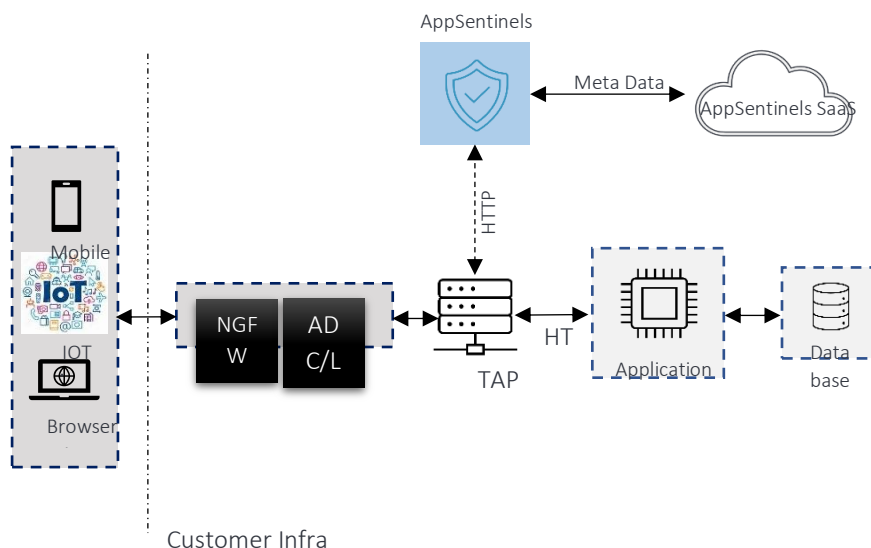 AppSentinels
Meta Data
AppSentinels SaaS
HTTP
Mobile
IoT
IOT
Browser
NGF
W
AD
C/L
TAP
HT
Application
Data
base
Customer Infra